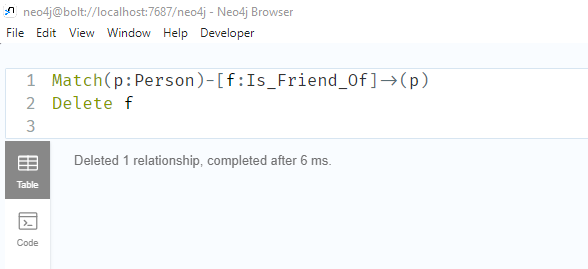 neo4j@bolt://localhost:7687/neo4j - Neo4j Browser
File Edit View Window Help Developer
1 Match(p:Person)-[f:Is_Friend_Of]->(p)
2 Delete f
3
Deleted 1 relationship, completed after 6 ms.
Table
Code